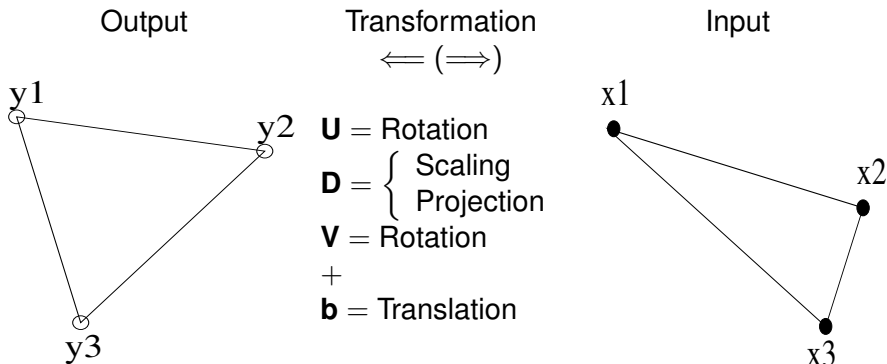 Output Transformation Input
⇐= (=⇒)
y1
y2
y3
U = Rotation
D = { Scaling
Projection
V = Rotation
+
b = Translation
x1
x2
x3